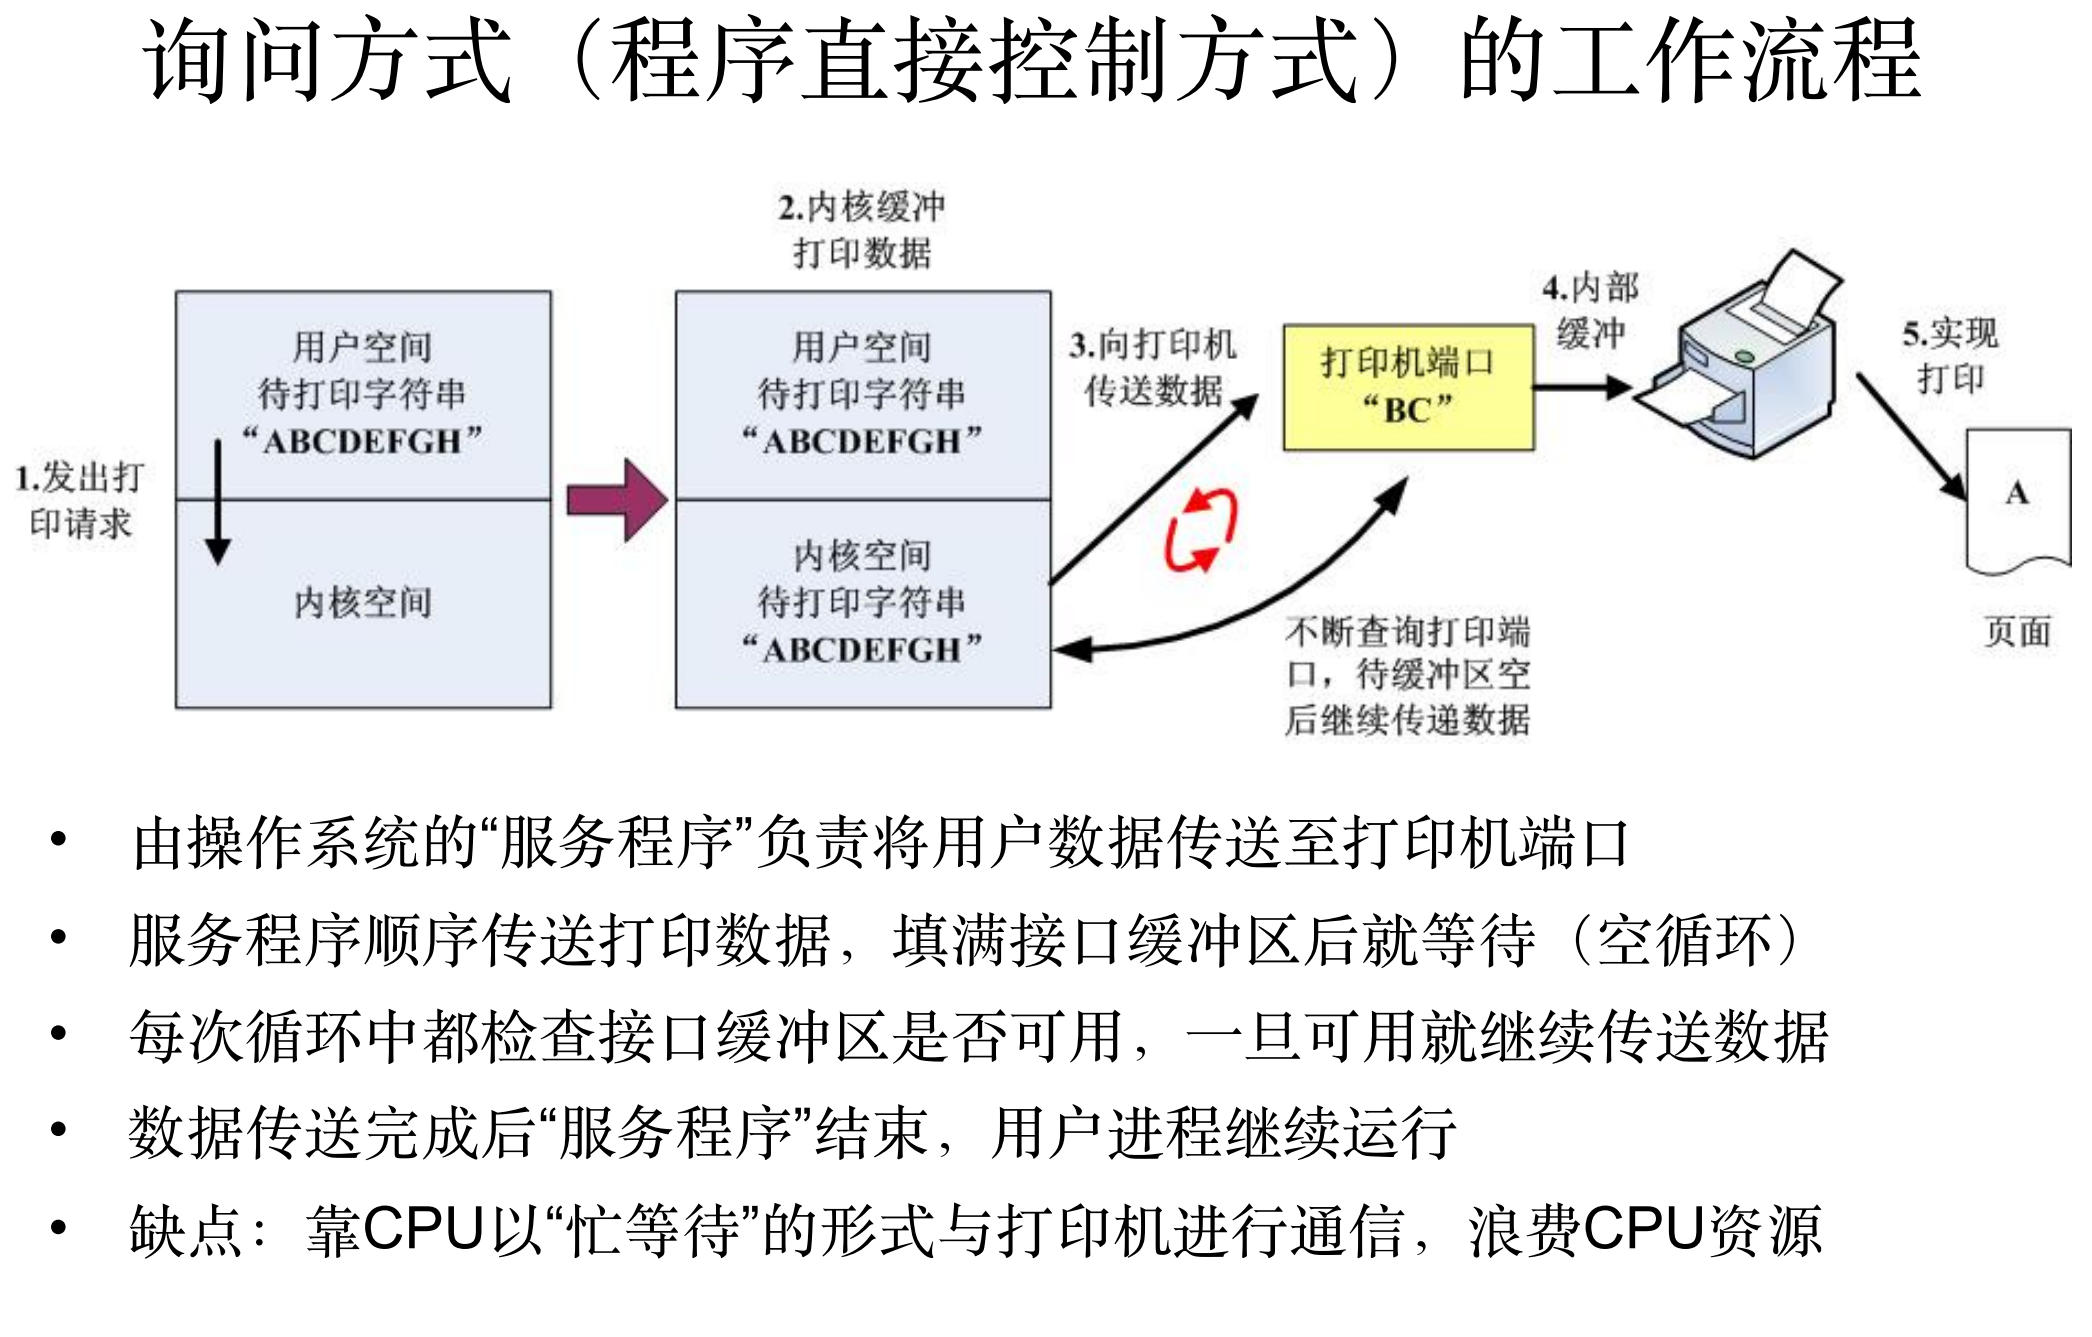 询问方式（程序直接控制方式）的工作流程
2.内核缓冲
打印数据
用户空间
待打印字符串
“ABCDEFGH”
1.发出打
印请求
内核空间
用户空间
待打印字符串
“ABCDEFGH”
内核空间
待打印字符串
“ABCDEFGH”
3.向打印机
传送数据
打印机端口
“BC”
不断查询打印端
口，待缓冲区空
后继续传递数据
4.内部
缓冲
5.实现
打印
A
页面
• 由操作系统的“服务程序”负责将用户数据传送至打印机端口
• 服务程序顺序传送打印数据，填满接口缓冲区后就等待（空循环）
• 每次循环中都检查接口缓冲区是否可用，一旦可用就继续传送数据
• 数据传送完成后“服务程序”结束，用户进程继续运行
• 缺点：靠CPU以“忙等待”的形式与打印机进行通信，浪费CPU资源